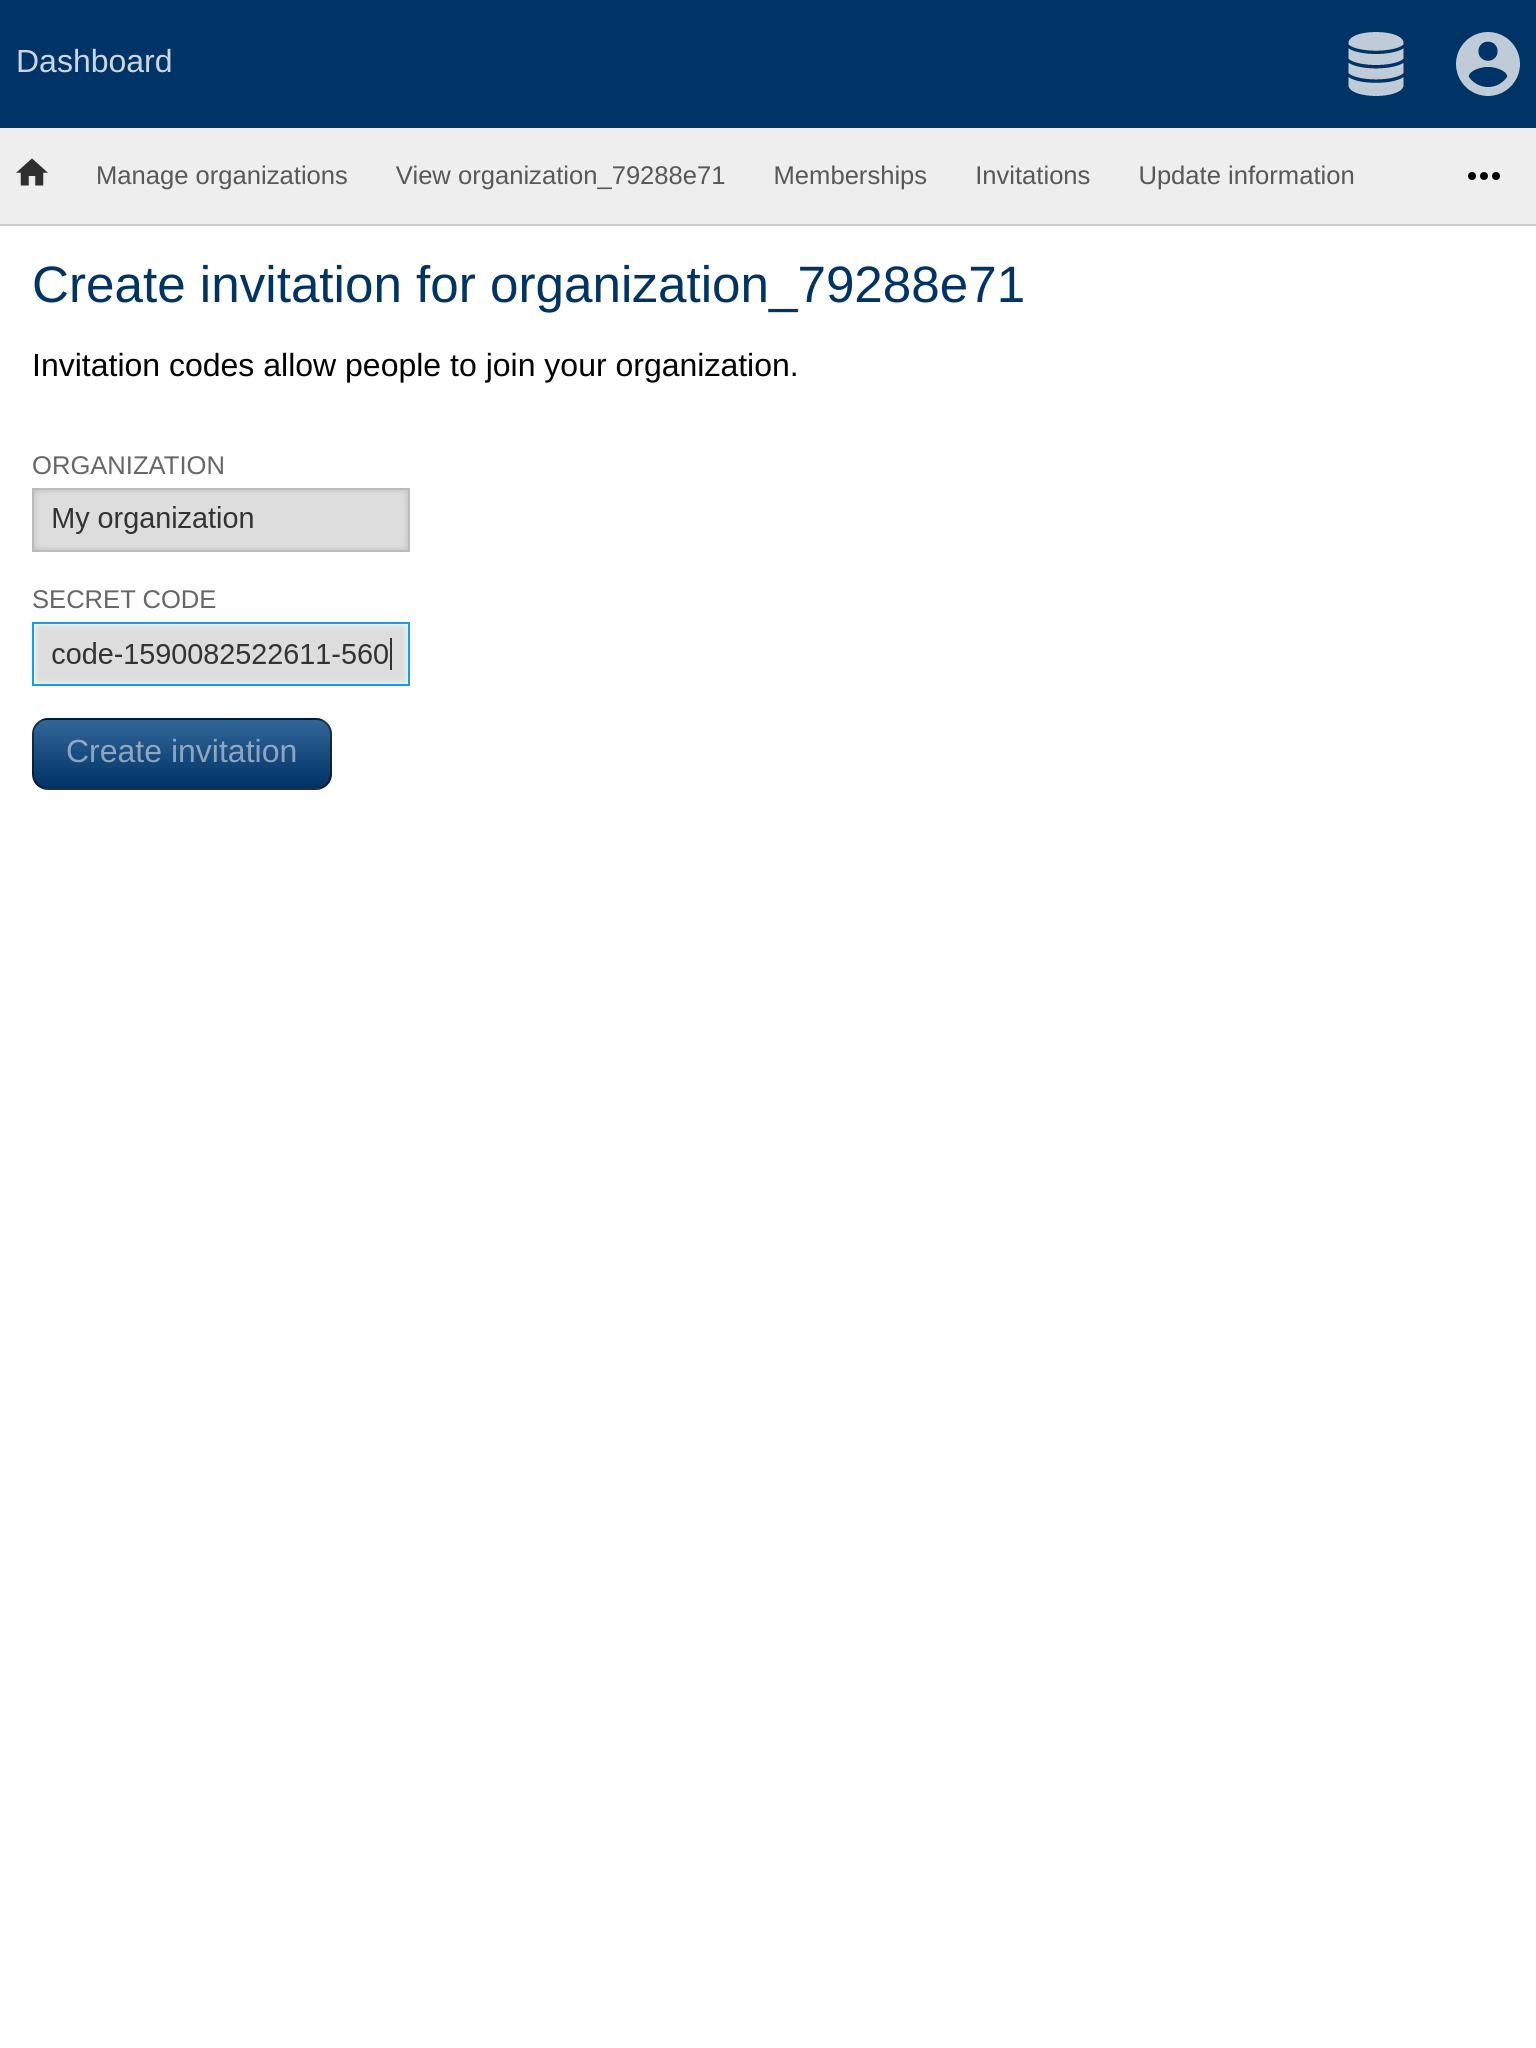 Dashboard
Manage organizations View organization_79288e71 Memberships Invitations Update information
Create invitation for organization_79288e71
Invitation codes allow people to join your organization.
ORGANIZATION
My organization
SECRET CODE
code-1590082522611-560
Create invitation